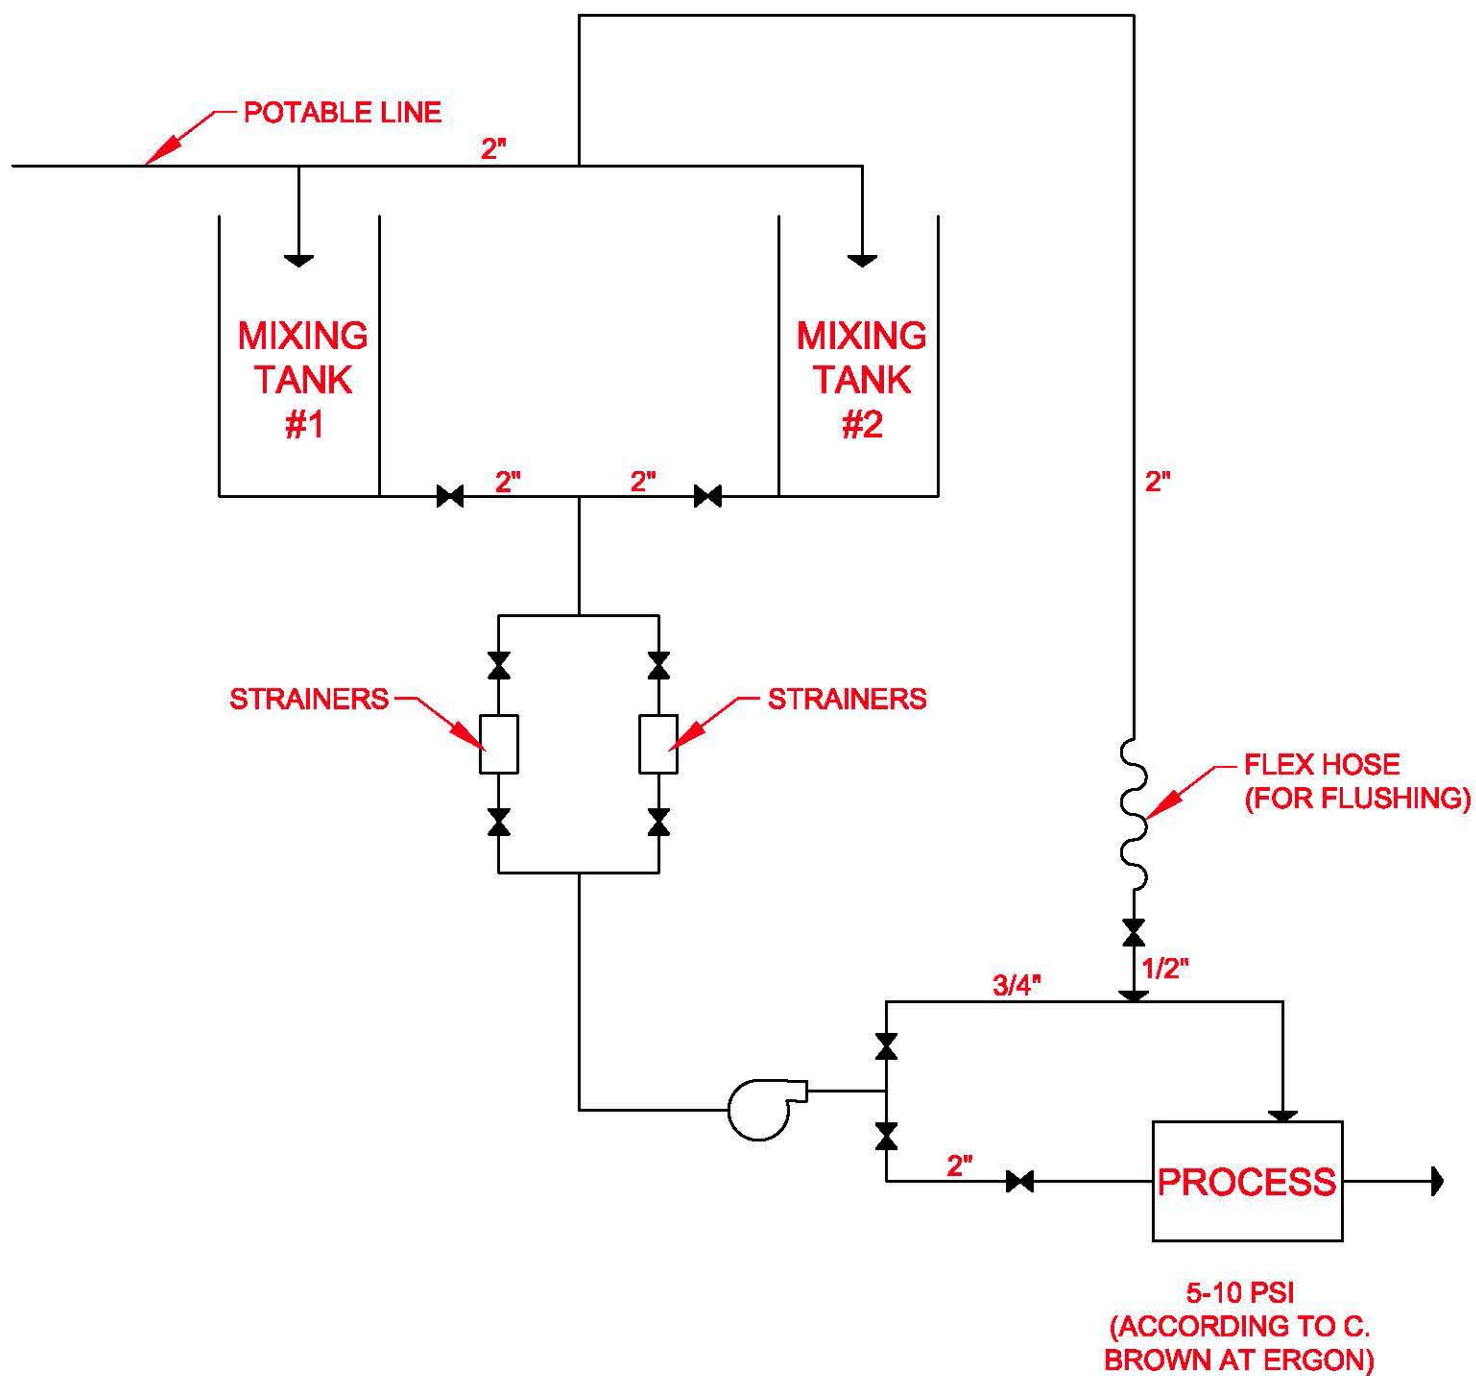 POTABLE LINE
2"
MIXING
TANK
#1
MIXING
TANK
#2
2"
2"
2"
STRAINERS
STRAINERS
FLEX HOSE
(FOR FLUSHING)
1/2"
3/4"
2"
PROCESS
5-10 PSI
(ACCORDING TO C.
BROWN AT ERGON)